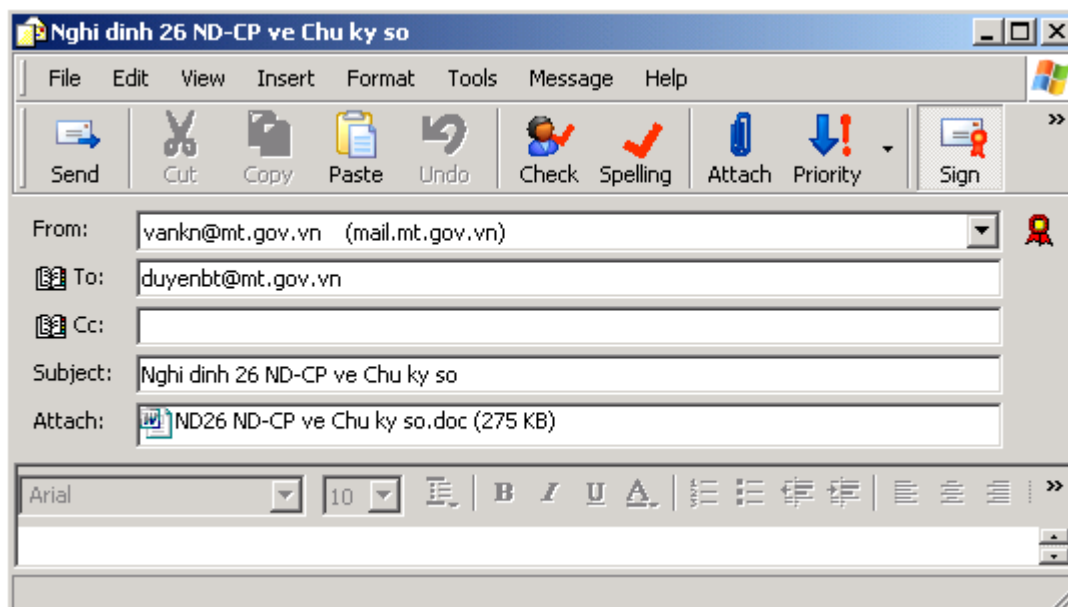 Nghi dinh 26 ND-CP ve Chu ky so
File Edit View Insert Format Tools Message Help
Send Cut Copy Paste Undo Check Spelling Attach Priority Sign
From: vankn@mt.gov.vn (mail.mt.gov.vn)
To: duyenbt@mt.gov.vn
Cc:
Subject: Nghi dinh 26 ND-CP ve Chu ky so
Attach: ND26 ND-CP ve Chu ky so.doc (275 KB)
Arial 10 B I U A